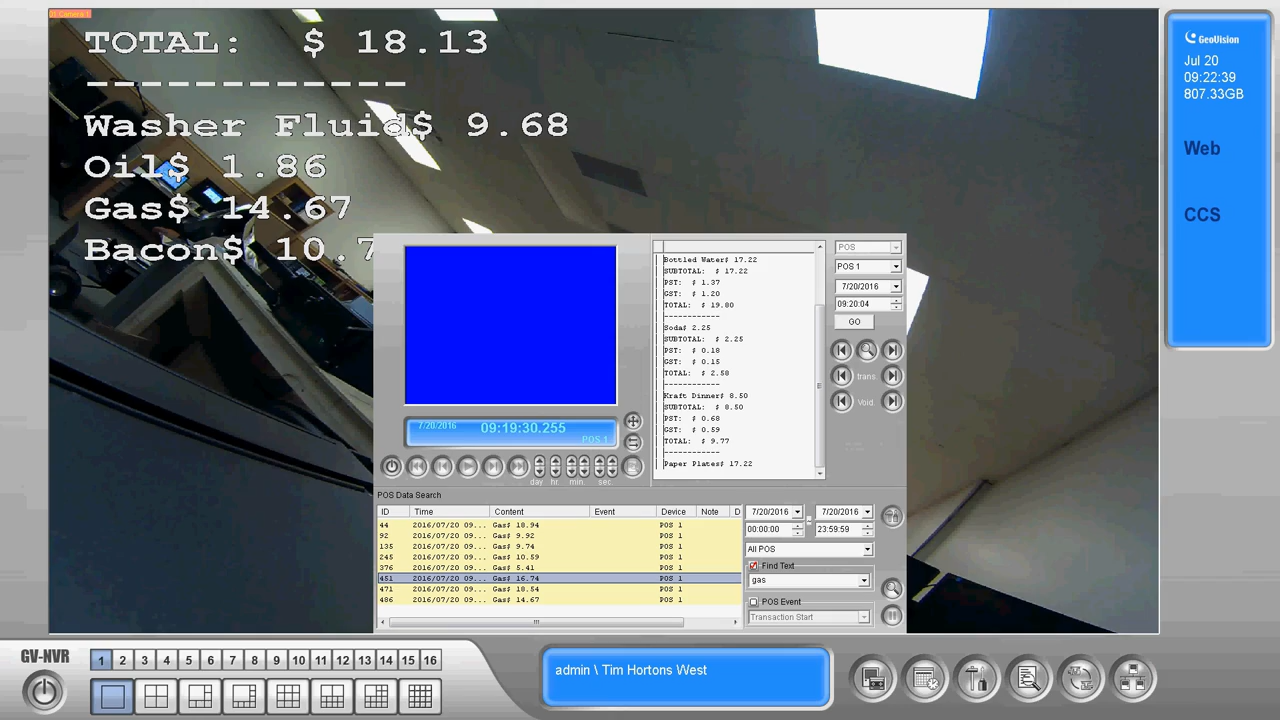 01 Camera 1
TOTAL: $ 18.13
------------
Washer Fluid$ 9.68
Oil$ 1.86
Gas$ 14.67
Bacon$ 10.7
GeoVision
Jul 20
09:22:39
807.33GB
Web
CCS
Bottled Water$ 17.22
SUBTOTAL: $ 17.22
PST: $ 1.37
GST: $ 1.20
TOTAL: $ 19.80
------------
Soda$ 2.25
SUBTOTAL: $ 2.25
PST: $ 0.18
GST: $ 0.15
TOTAL: $ 2.58
------------
Kraft Dinner$ 8.50
SUBTOTAL: $ 8.50
PST: $ 0.68
GST: $ 0.59
TOTAL: $ 9.77
------------
Paper Plates$ 17.22
POS
POS 1
7/20/2016
09:20:04
GO
trans.
Void.
7/20/2016 09:19:30.255
POS 1
day hr. min. sec.
POS Data Search
ID Time Content Event Device Note D
44 2016/07/20 09... Gas$ 18.94 POS 1
92 2016/07/20 09... Gas$ 9.92 POS 1
135 2016/07/20 09... Gas$ 9.74 POS 1
245 2016/07/20 09... Gas$ 10.59 POS 1
376 2016/07/20 09... Gas$ 5.41 POS 1
451 2016/07/20 09... Gas$ 16.74 POS 1
471 2016/07/20 09... Gas$ 18.54 POS 1
486 2016/07/20 09... Gas$ 14.67 POS 1
7/20/2016 7/20/2016
00:00:00 23:59:59
All POS
Find Text
gas
POS Event
Transaction Start
GV-NVR
1 2 3 4 5 6 7 8 9 10 11 12 13 14 15 16
admin \ Tim Hortons West